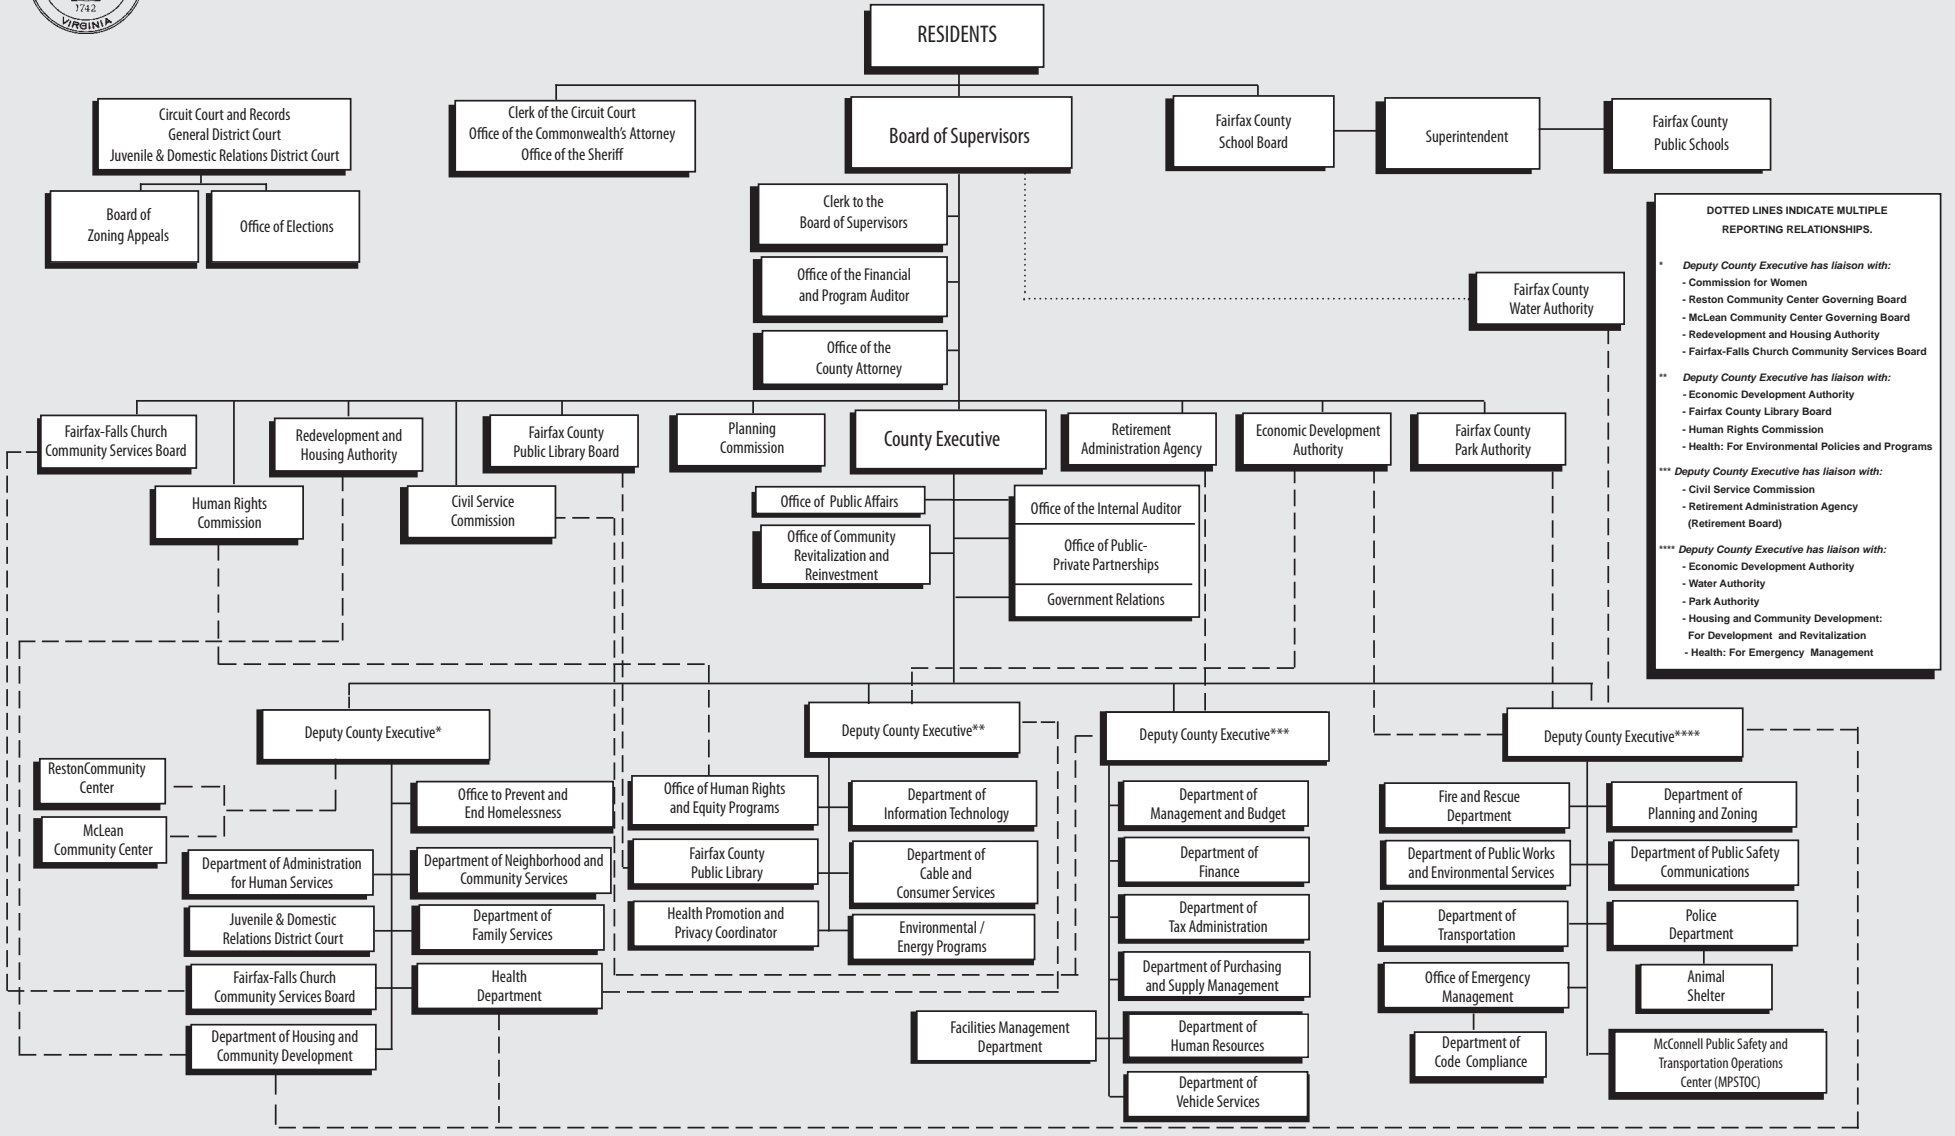 1742
VIRGINIA
RESIDENTS
Circuit Court and Records
General District Court
Juvenile & Domestic Relations District Court
Board of
Zoning Appeals
Office of Elections
Clerk of the Circuit Court
Office of the Commonwealth's Attorney
Office of the Sheriff
Board of Supervisors
Fairfax County
School Board
Superintendent
Fairfax County
Public Schools
Clerk to the
Board of Supervisors
Office of the Financial
and Program Auditor
Office of the
County Attorney
Fairfax County
Water Authority
DOTTED LINES INDICATE MULTIPLE
REPORTING RELATIONSHIPS.
* Deputy County Executive has liaison with:
- Commission for Women
- Reston Community Center Governing Board
- McLean Community Center Governing Board
- Redevelopment and Housing Authority
- Fairfax-Falls Church Community Services Board
** Deputy County Executive has liaison with:
- Economic Development Authority
- Fairfax County Library Board
- Human Rights Commission
- Health: For Environmental Policies and Programs
*** Deputy County Executive has liaison with:
- Civil Service Commission
- Retirement Administration Agency
(Retirement Board)
**** Deputy County Executive has liaison with:
- Economic Development Authority
- Water Authority
- Park Authority
- Housing and Community Development:
For Development and Revitalization
- Health: For Emergency Management
Fairfax-Falls Church
Community Services Board
Human Rights
Commission
Redevelopment and
Housing Authority
Civil Service
Commission
Fairfax County
Public Library Board
Planning
Commission
County Executive
Retirement
Administration Agency
Economic Development
Authority
Fairfax County
Park Authority
Office of Public Affairs
Office of Community
Revitalization and
Reinvestment
Office of the Internal Auditor
Office of Public-
Private Partnerships
Government Relations
Deputy County Executive*
RestonCommunity
Center
McLean
Community Center
Office to Prevent and
End Homelessness
Department of Administration
for Human Services
Department of Neighborhood and
Community Services
Juvenile & Domestic
Relations District Court
Department of
Family Services
Fairfax-Falls Church
Community Services Board
Health
Department
Department of Housing and
Community Development
Deputy County Executive**
Office of Human Rights
and Equity Programs
Department of
Information Technology
Fairfax County
Public Library
Department of
Cable and
Consumer Services
Health Promotion and
Privacy Coordinator
Environmental /
Energy Programs
Deputy County Executive***
Department of
Management and Budget
Department of
Finance
Department of
Tax Administration
Department of Purchasing
and Supply Management
Facilities Management
Department
Department of
Human Resources
Department of
Vehicle Services
Deputy County Executive****
Fire and Rescue
Department
Department of
Planning and Zoning
Department of Public Works
and Environmental Services
Department of Public Safety
Communications
Department of
Transportation
Police
Department
Office of Emergency
Management
Animal
Shelter
Department of
Code Compliance
McConnell Public Safety and
Transportation Operations
Center (MPSTOC)